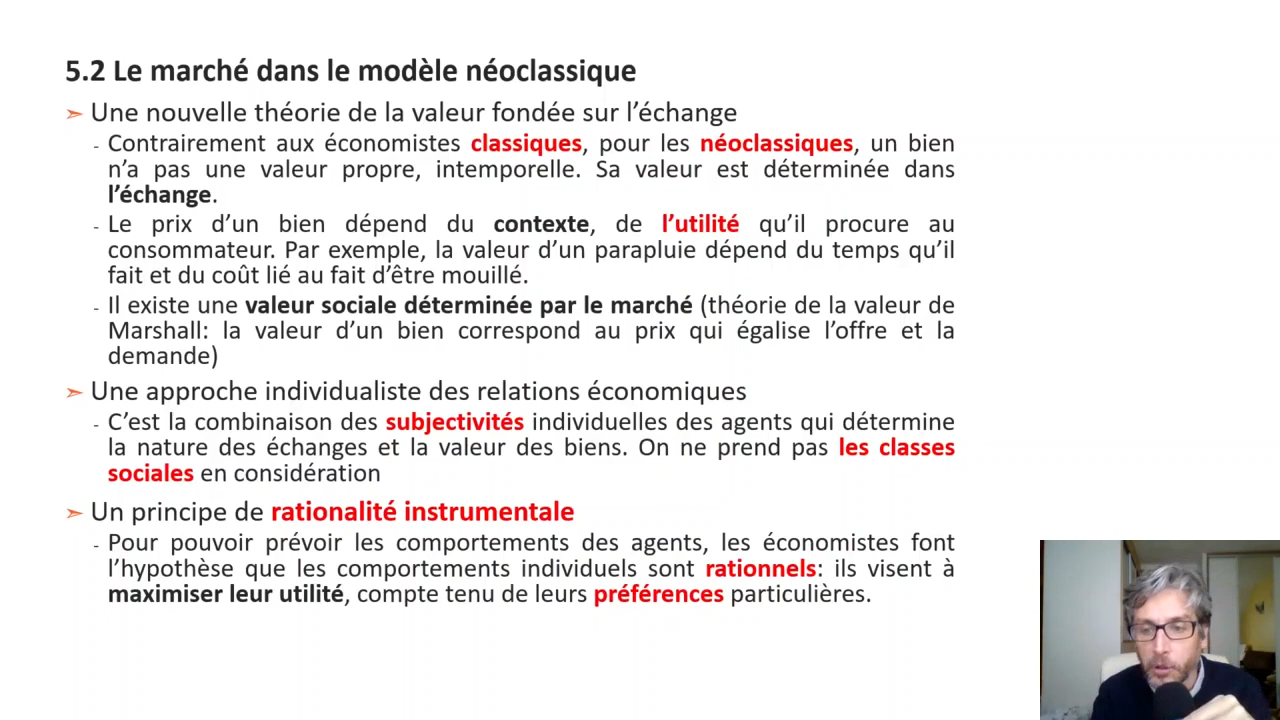 5.2 Le marché dans le modèle néoclassique
➢ Une nouvelle théorie de la valeur fondée sur l’échange
- Contrairement aux économistes classiques, pour les néoclassiques, un bien
n’a pas une valeur propre, intemporelle. Sa valeur est déterminée dans
l’échange.
- Le prix d’un bien dépend du contexte, de l’utilité qu’il procure au
consommateur. Par exemple, la valeur d’un parapluie dépend du temps qu’il
fait et du coût lié au fait d’être mouillé.
- Il existe une valeur sociale déterminée par le marché (théorie de la valeur de
Marshall: la valeur d’un bien correspond au prix qui égalise l’offre et la
demande)
➢ Une approche individualiste des relations économiques
- C’est la combinaison des subjectivités individuelles des agents qui détermine
la nature des échanges et la valeur des biens. On ne prend pas les classes
sociales en considération
➢ Un principe de rationalité instrumentale
- Pour pouvoir prévoir les comportements des agents, les économistes font
l’hypothèse que les comportements individuels sont rationnels: ils visent à
maximiser leur utilité, compte tenu de leurs préférences particulières.